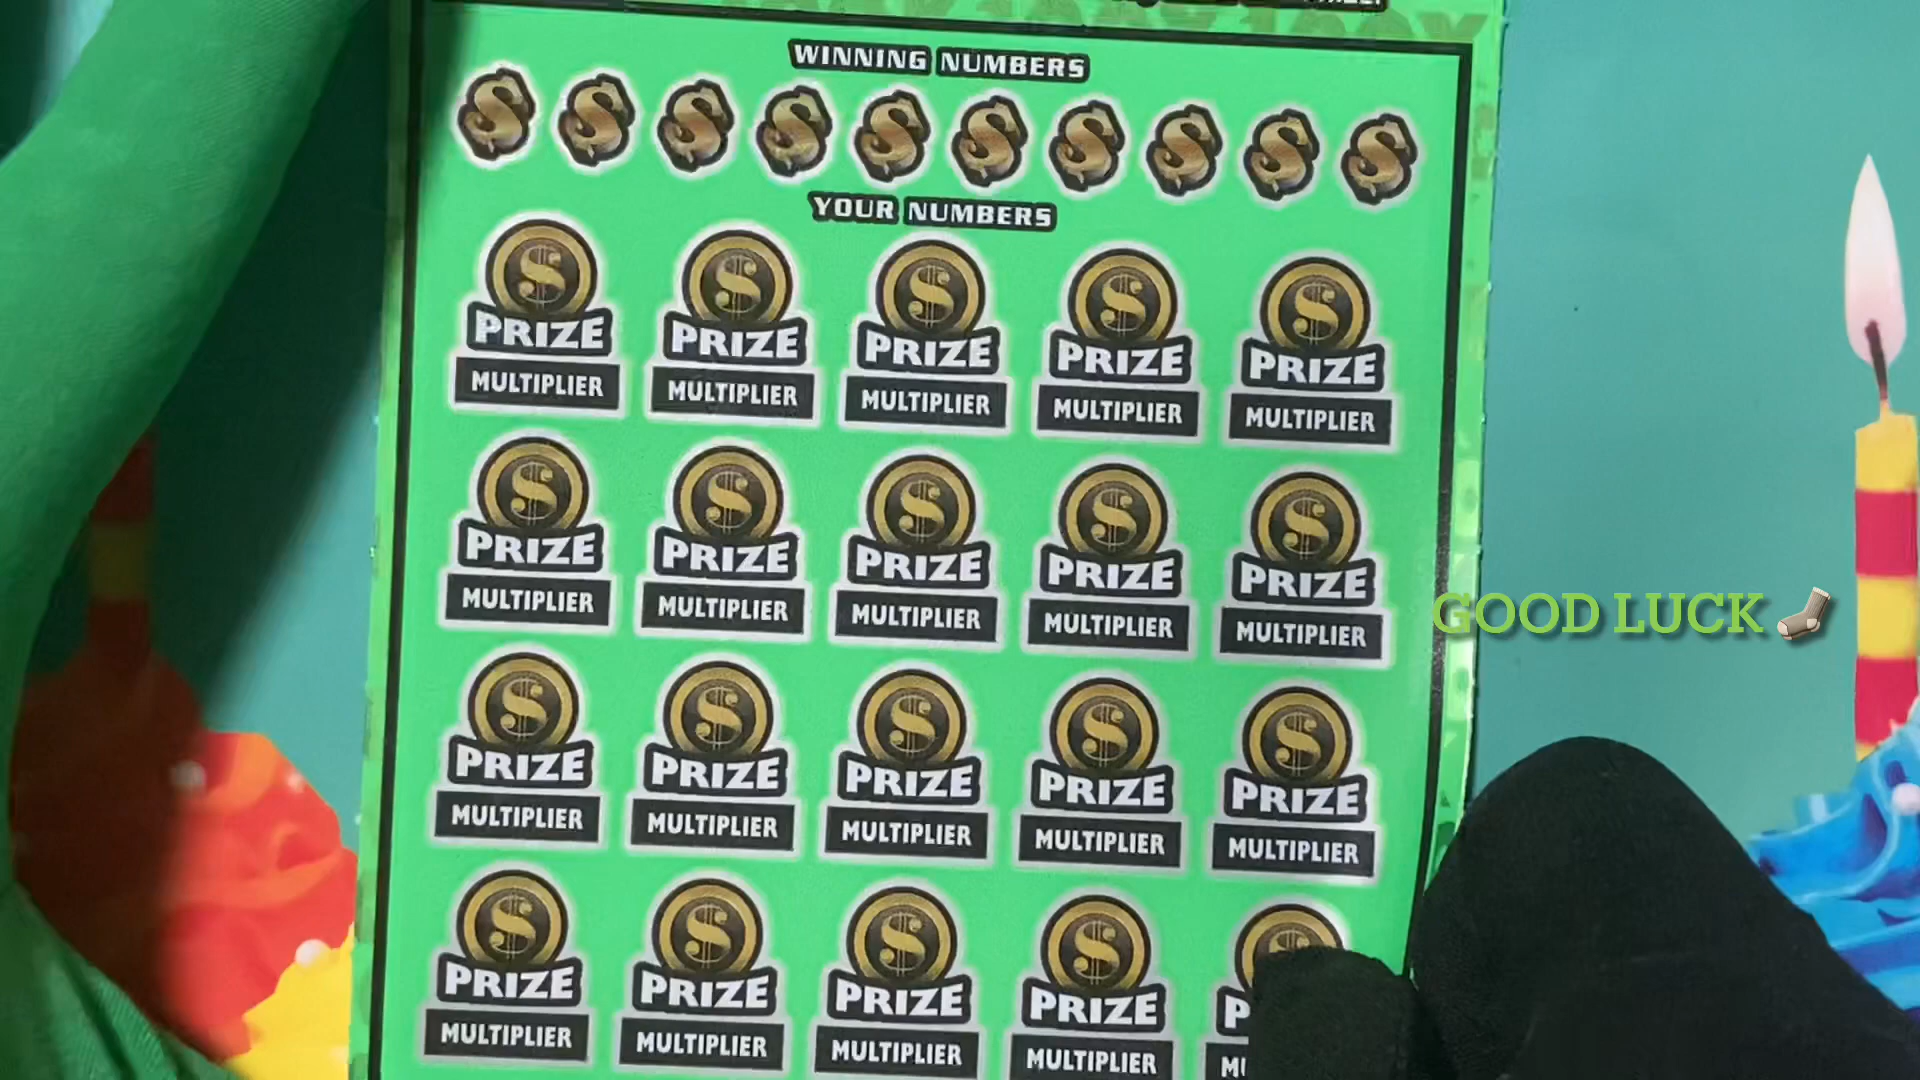 WINNING NUMBERS
$ $ $ $ $ $ $ $ $ $
YOUR NUMBERS
$ $ $ $ $
PRIZE PRIZE PRIZE PRIZE PRIZE
MULTIPLIER MULTIPLIER MULTIPLIER MULTIPLIER MULTIPLIER
$ $ $ $ $
PRIZE PRIZE PRIZE PRIZE PRIZE
MULTIPLIER MULTIPLIER MULTIPLIER MULTIPLIER MULTIPLIER
GOOD LUCK
$ $ $ $ $
PRIZE PRIZE PRIZE PRIZE PRIZE
MULTIPLIER MULTIPLIER MULTIPLIER MULTIPLIER MULTIPLIER
$ $ $ $ $
PRIZE PRIZE PRIZE PRIZE P
MULTIPLIER MULTIPLIER MULTIPLIER MULTIPLIER